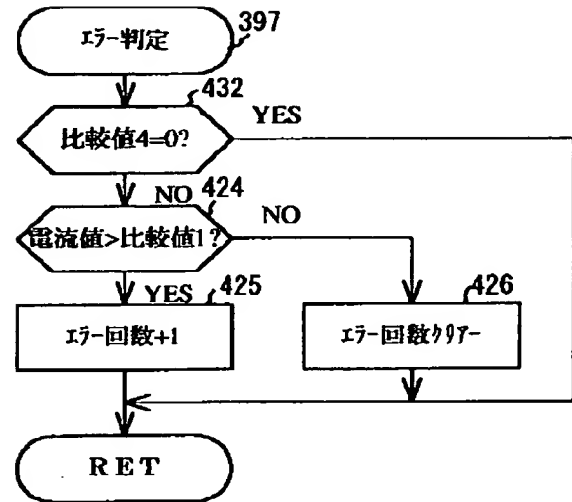 エラー判定
397
432
比較値4=0?
YES
NO
424
電流値>比較値1?
NO
YES
425
エラー回数+1
426
エラー回数クリアー
RET